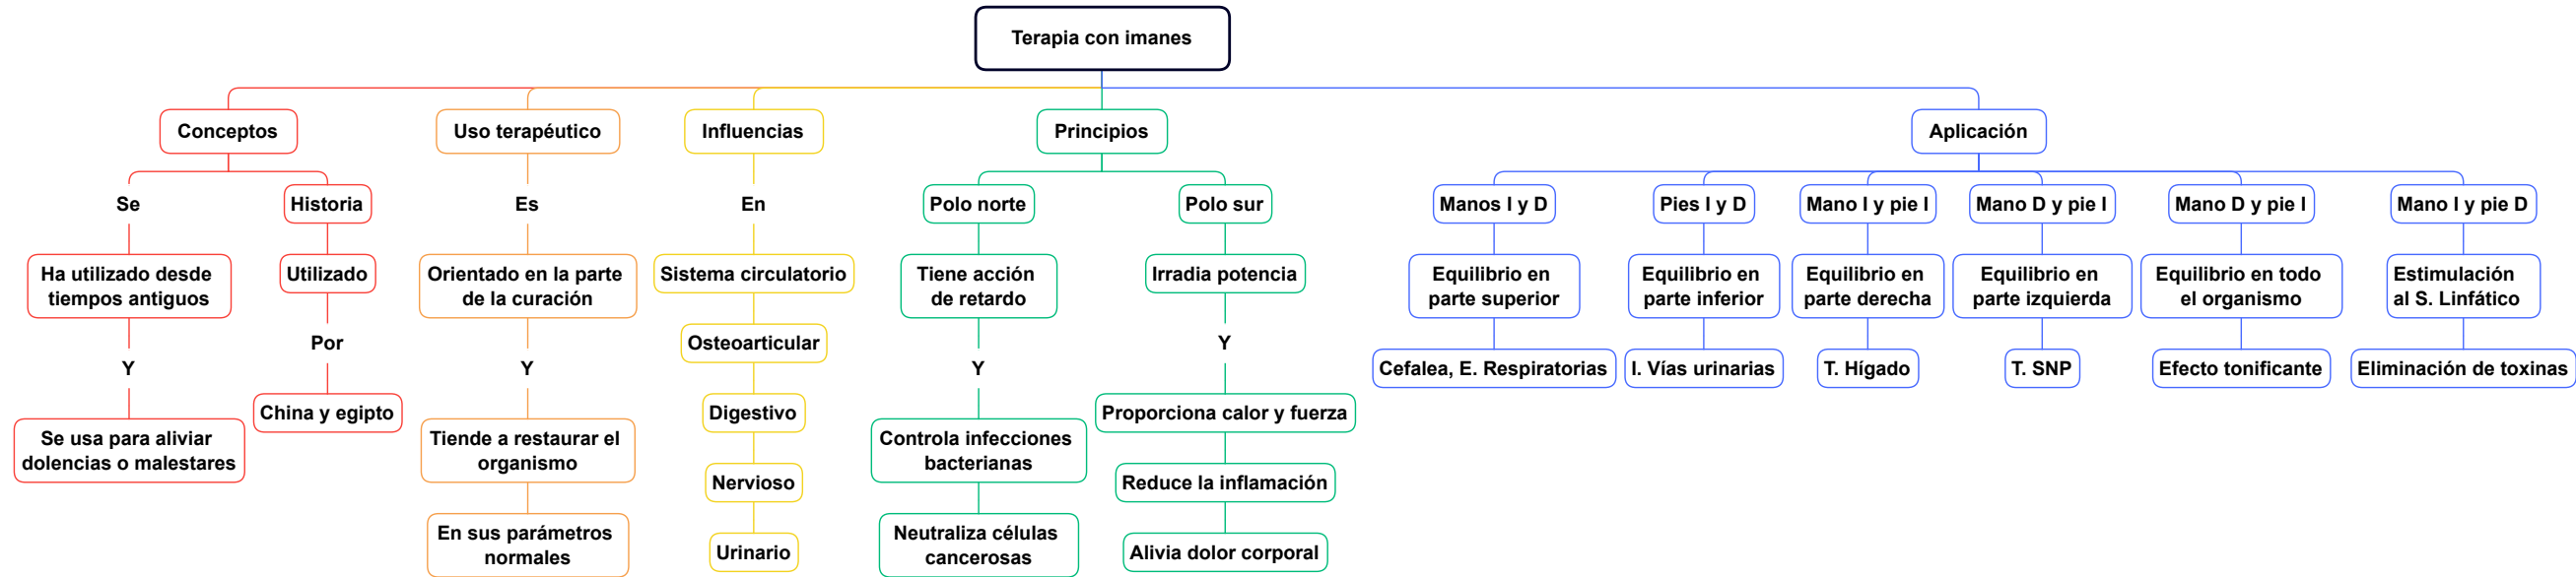 Terapia con imanes
Conceptos
Uso terapéutico
Influencias
Principios
Aplicación
Se
Historia
Es
En
Polo norte
Polo sur
Manos I y D
Pies I y D
Mano I y pie I
Mano D y pie I
Mano D y pie I
Mano I y pie D
Ha utilizado desde
tiempos antiguos
Utilizado
Orientado en la parte
de la curación
Sistema circulatorio
Tiene acción
de retardo
Irradia potencia
Equilibrio en
parte superior
Equilibrio en
parte inferior
Equilibrio en
parte derecha
Equilibrio en
parte izquierda
Equilibrio en todo
el organismo
Estimulación
al S. Linfático
Y
Por
Y
Osteoarticular
Y
Y
Cefalea, E. Respiratorias
I. Vías urinarias
T. Hígado
T. SNP
Efecto tonificante
Eliminación de toxinas
Se usa para aliviar
dolencias o malestares
China y egipto
Tiende a restaurar el
organismo
Digestivo
Controla infecciones
bacterianas
Proporciona calor y fuerza
Nervioso
Reduce la inflamación
En sus parámetros
normales
Urinario
Neutraliza células
cancerosas
Alivia dolor corporal